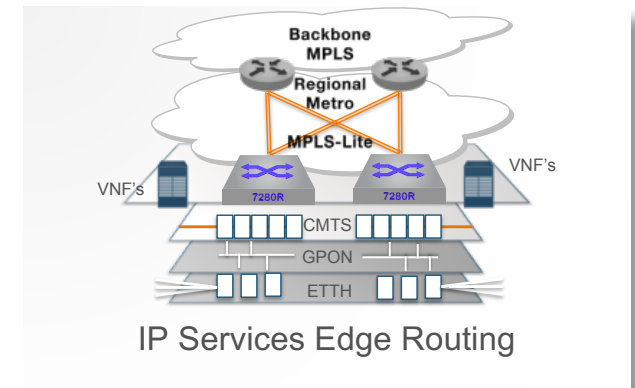 Backbone
MPLS
Regional
Metro
MPLS-Lite
VNF's
VNF's
7280R
7280R
CMTS
GPON
ETTH
IP Services Edge Routing